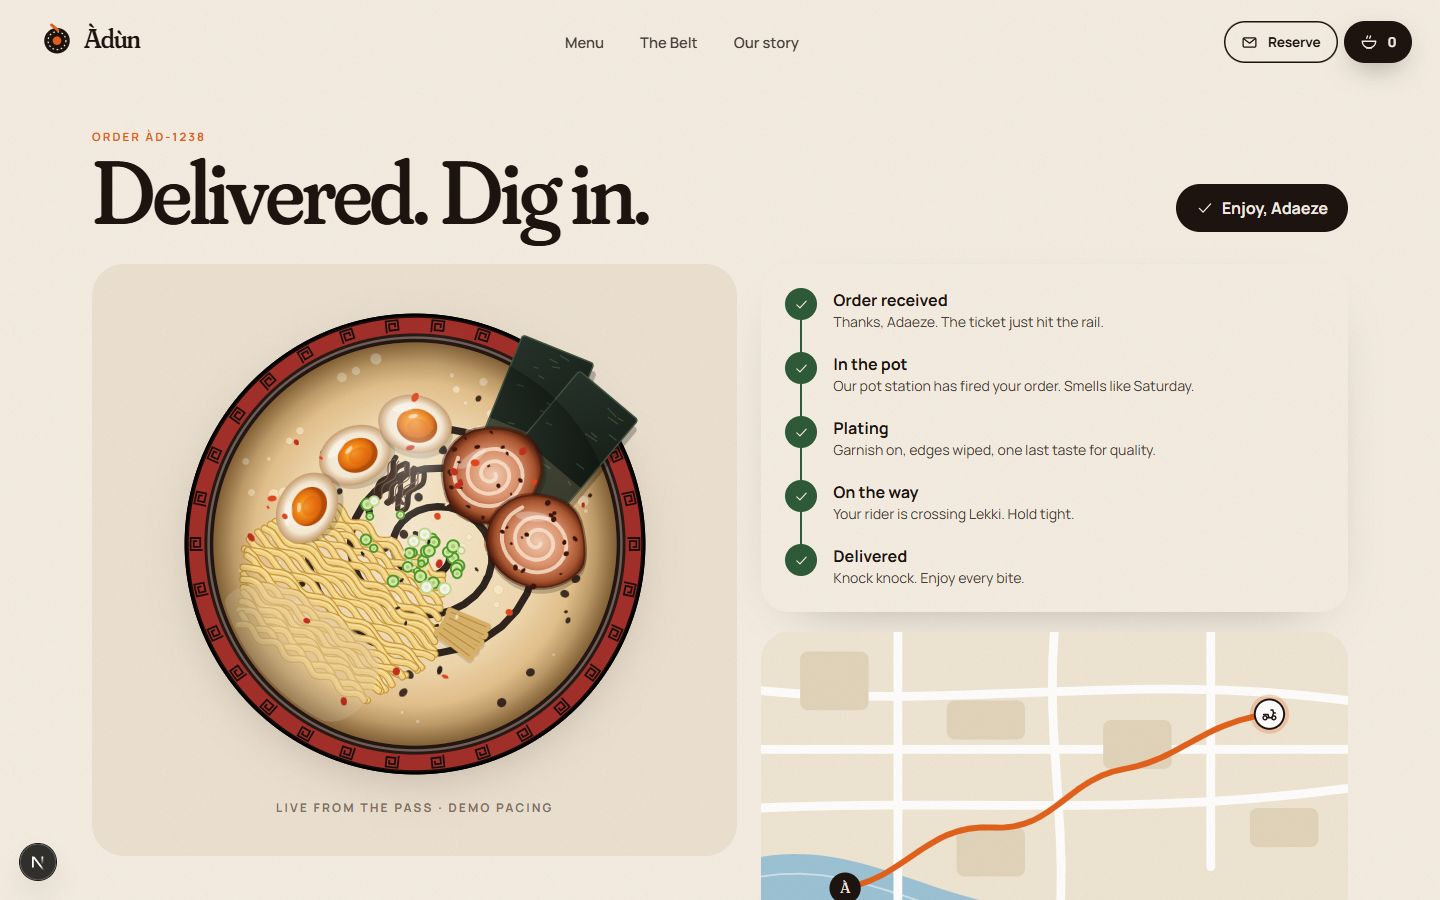 Àdùn
Menu
The Belt
Our story
Reserve
0
ORDER ÀD-1238
Delivered. Dig in.
Enjoy, Adaeze
LIVE FROM THE PASS · DEMO PACING
Order received
Thanks, Adaeze. The ticket just hit the rail.
In the pot
Our pot station has fired your order. Smells like Saturday.
Plating
Garnish on, edges wiped, one last taste for quality.
On the way
Your rider is crossing Lekki. Hold tight.
Delivered
Knock knock. Enjoy every bite.
À
N